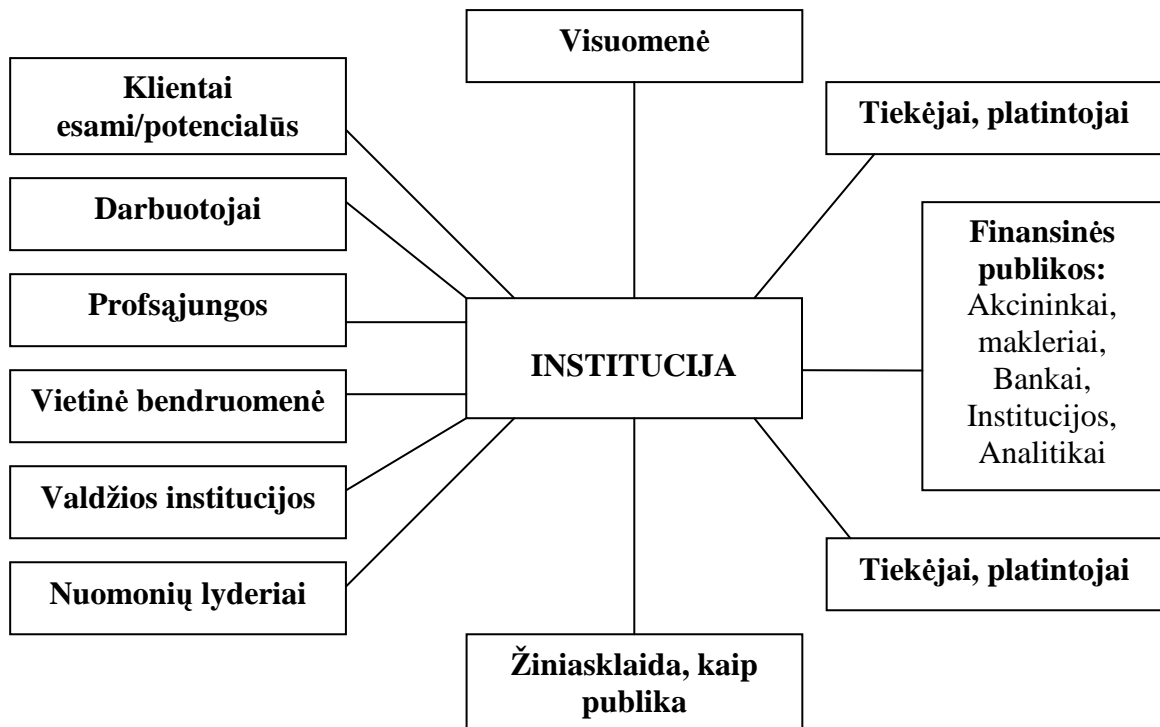 Visuomenė
Klientai
esami/potencialūs
Tiekėjai, platintojai
Darbuotojai
Finansinės
publikos:
Akcininkai,
makleriai,
Bankai,
Institucijos,
Analitikai
Profsąjungos
INSTITUCIJA
Vietinė bendruomenė
Valdžios institucijos
Tiekėjai, platintojai
Nuomonių lyderiai
Žiniasklaida, kaip
publika